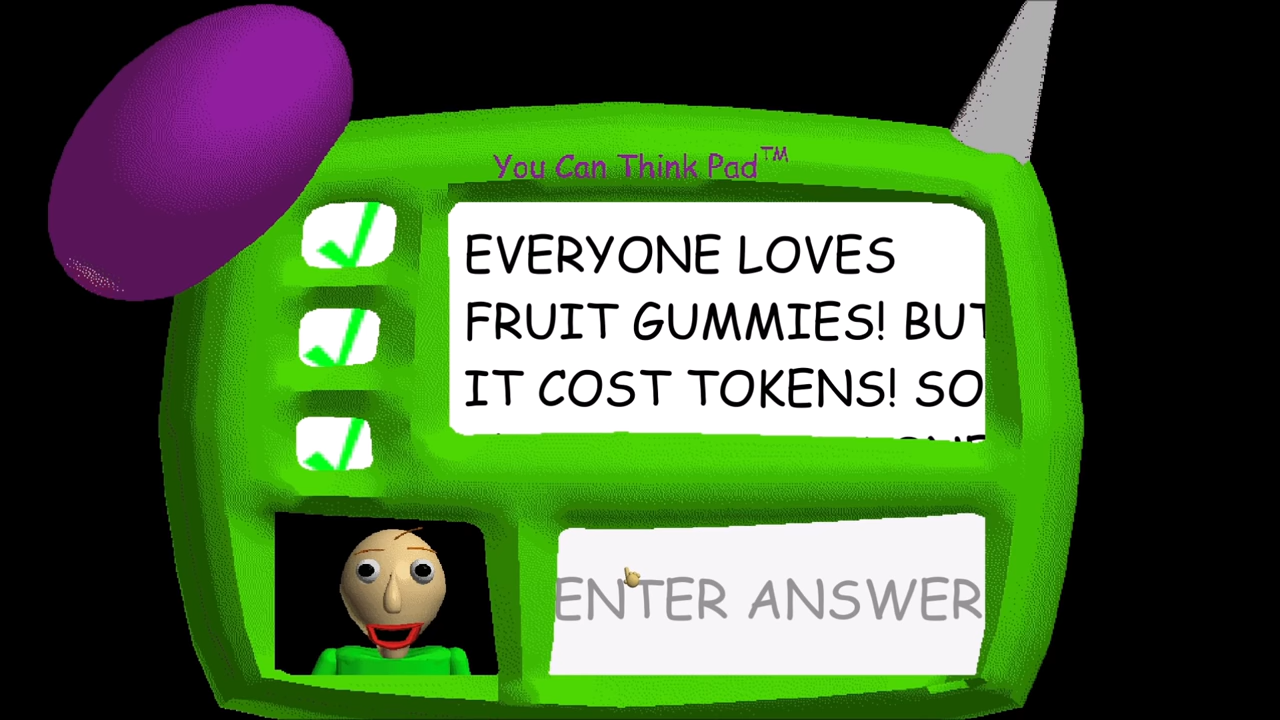 You Can Think Pad™
EVERYONE LOVES
FRUIT GUMMIES! BUT
IT COST TOKENS! SO
ENTER ANSWER